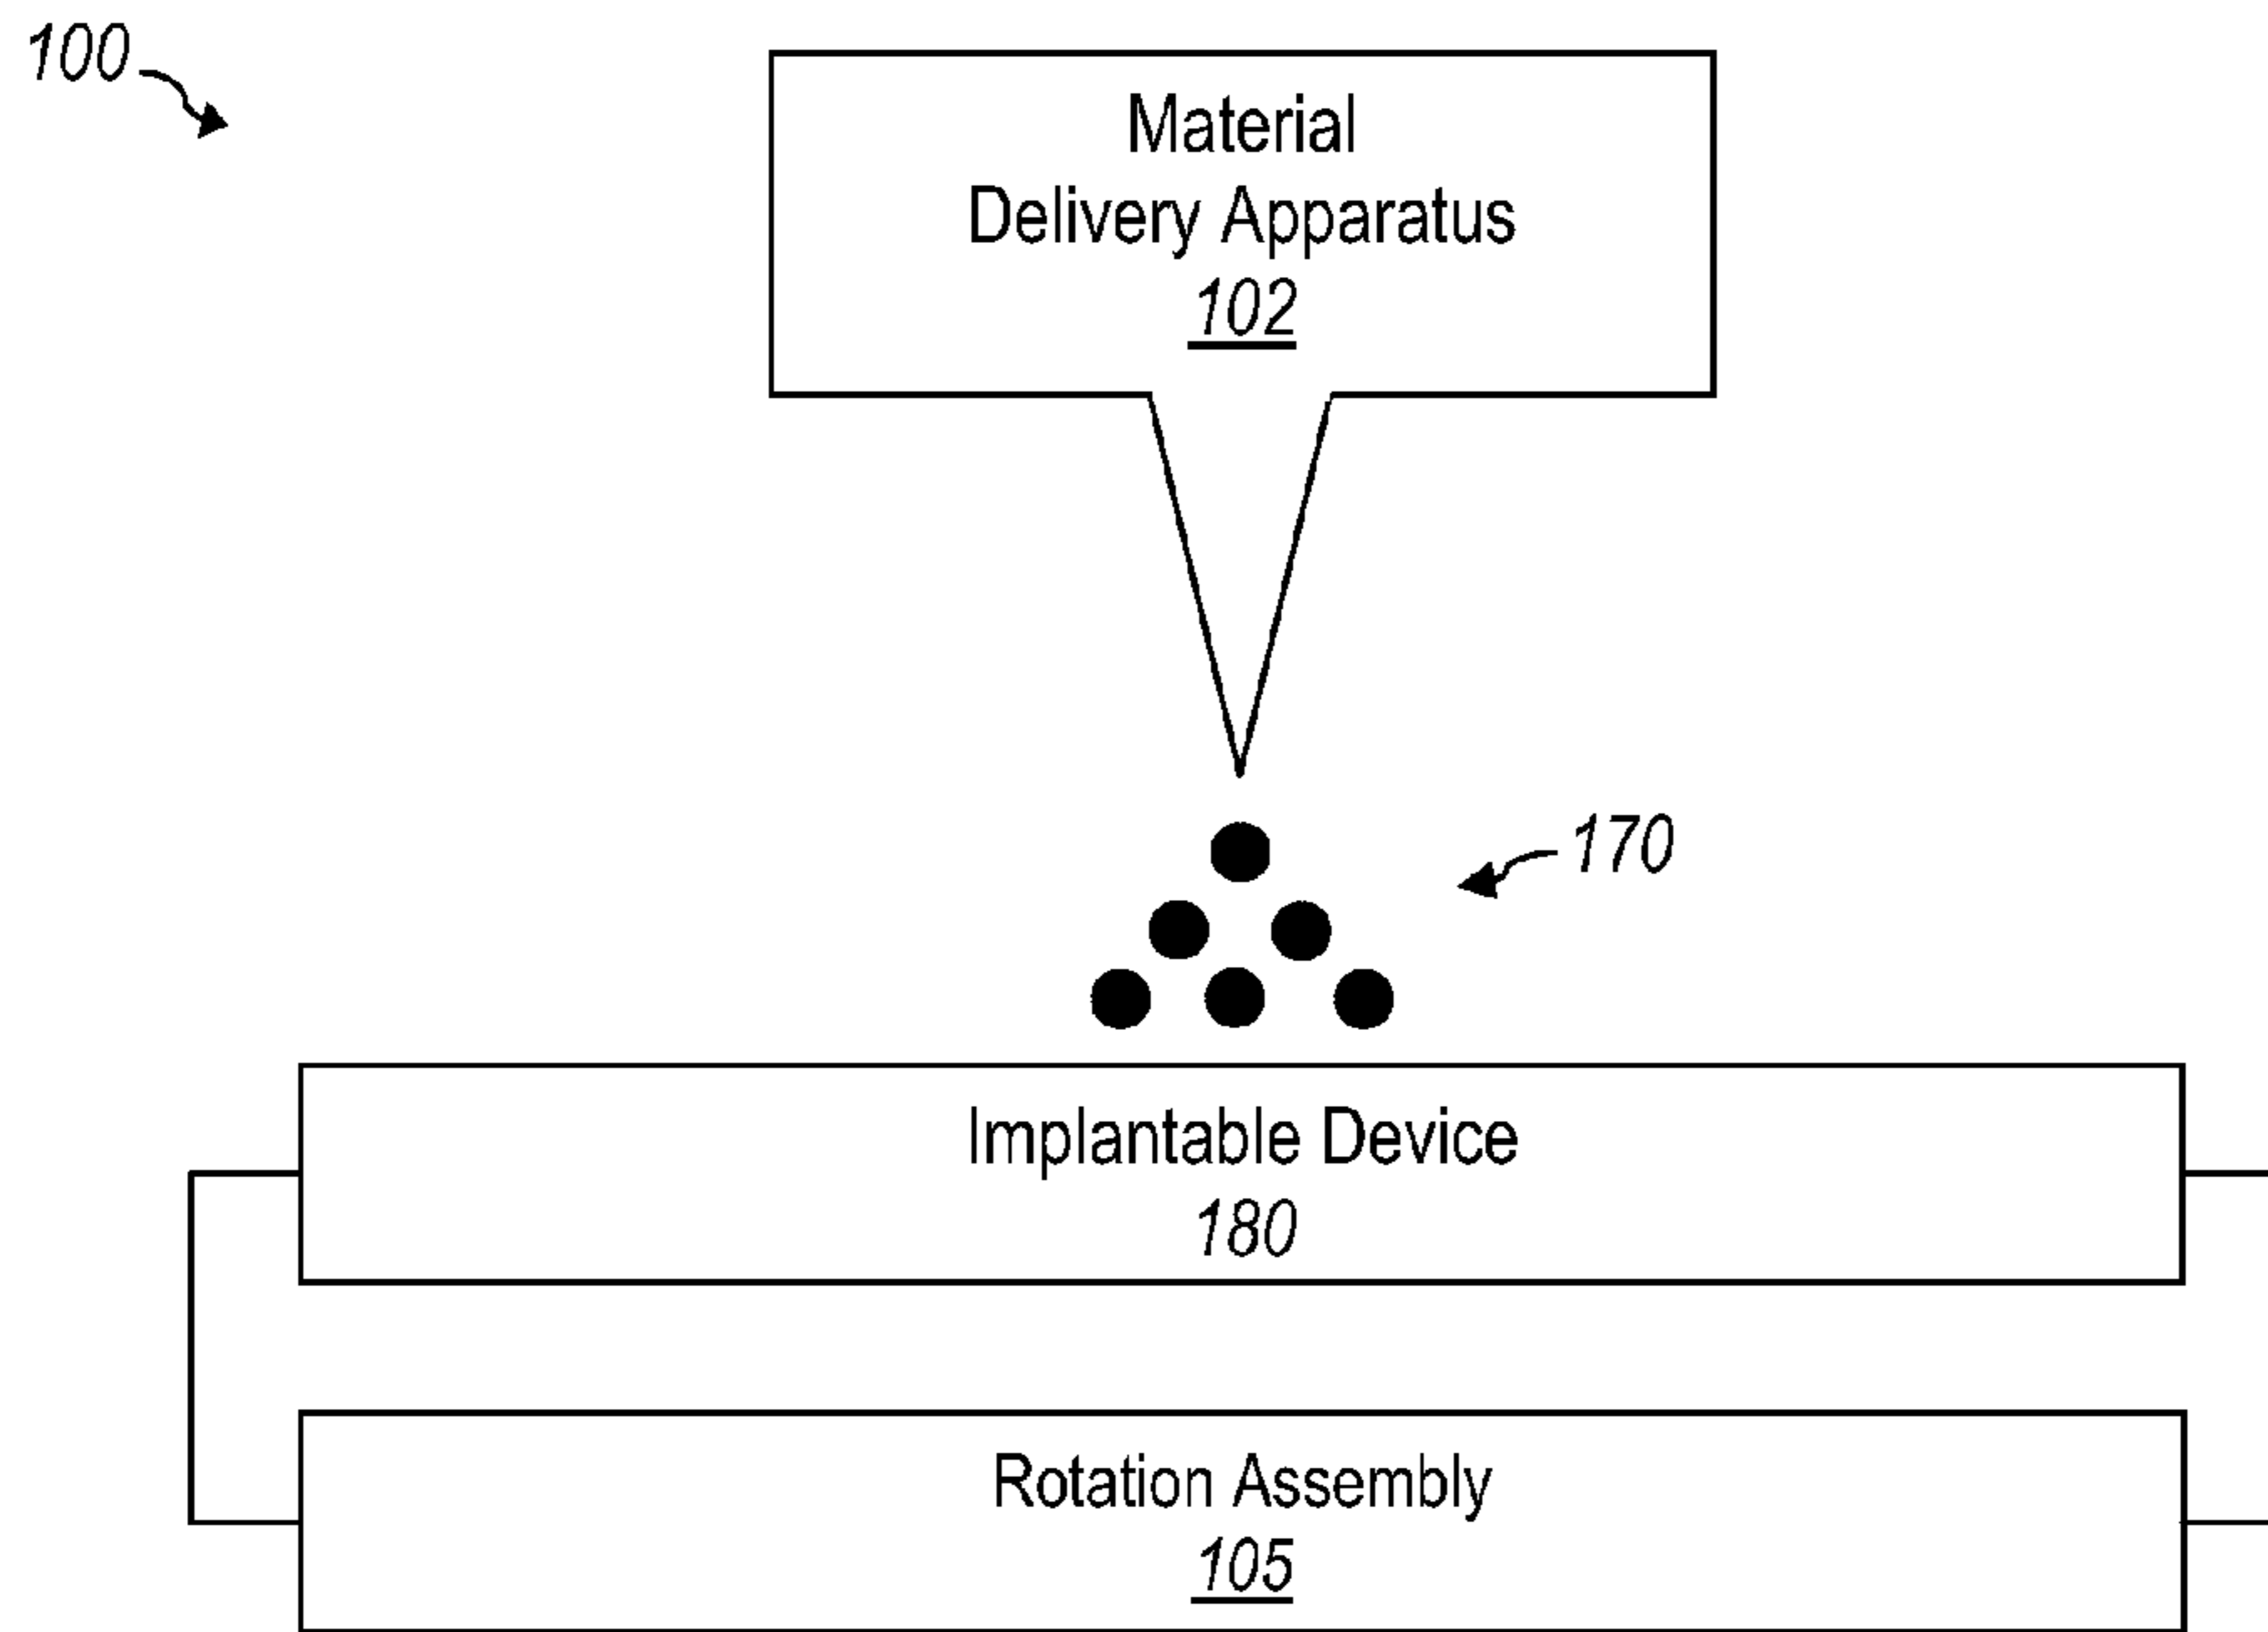 100
Material
Delivery Apparatus
102
170
Implantable Device
180
Rotation Assembly
105